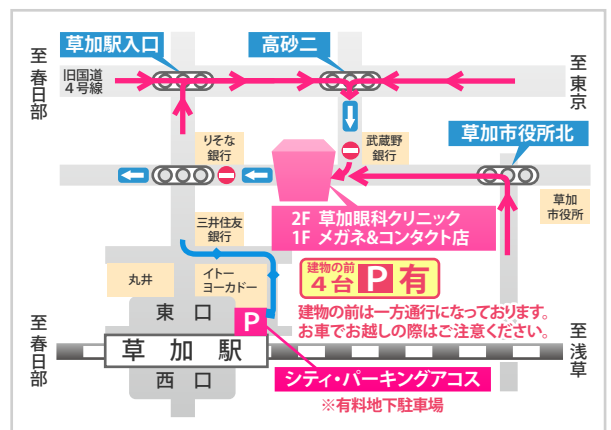 草加駅入口
高砂二
至春日部
旧国道
4号線
至東京
りそな
銀行
武蔵野
銀行
草加市役所北
草加
市役所
2F 草加眼科クリニック
1F メガネ&コンタクト店
三井住友
銀行
丸井
イトー
ヨーカドー
建物の前
4台 P 有
建物の前は一方通行になっております。
お車でお越しの際はご注意ください。
東口
P
至春日部
草加駅
至浅草
西口
シティ・パーキングアコス
※有料地下駐車場